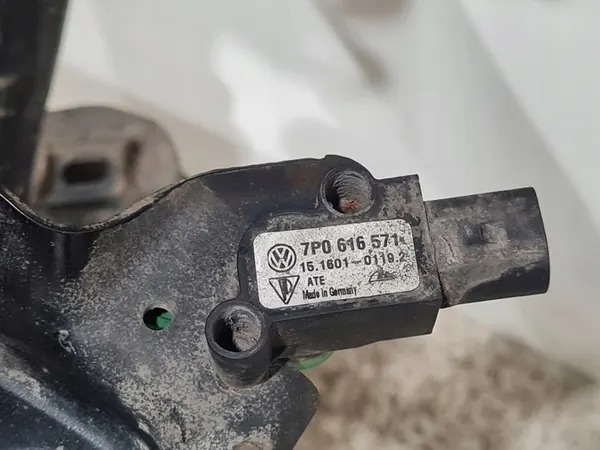 7P0 616 571
15.1601-0119.2
ATE
Made in Germany